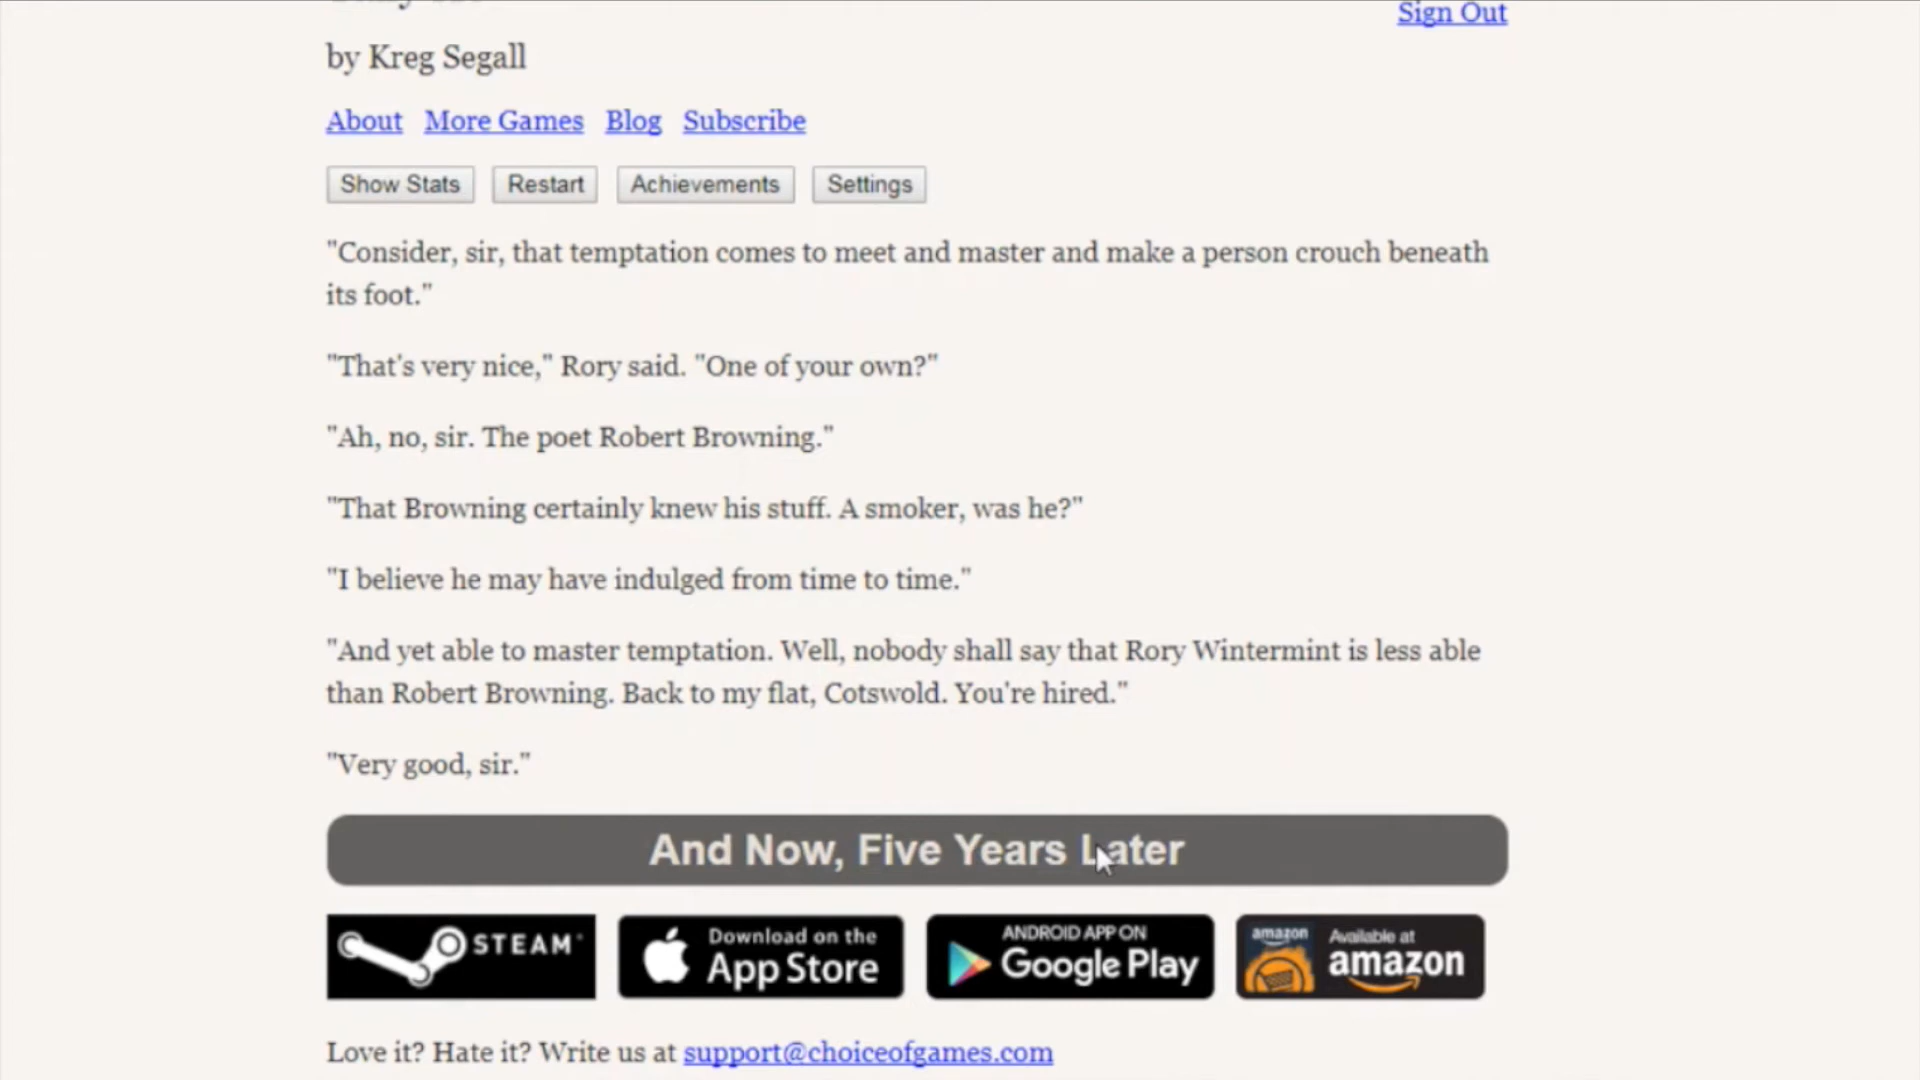 Sign Out
by Kreg Segall
About More Games Blog Subscribe
Show Stats Restart Achievements Settings
"Consider, sir, that temptation comes to meet and master and make a person crouch beneath
its foot."
"That's very nice," Rory said. "One of your own?"
"Ah, no, sir. The poet Robert Browning."
"That Browning certainly knew his stuff. A smoker, was he?"
"I believe he may have indulged from time to time."
"And yet able to master temptation. Well, nobody shall say that Rory Wintermint is less able
than Robert Browning. Back to my flat, Cotswold. You're hired."
"Very good, sir."
And Now, Five Years Later
STEAM
Download on the
App Store
ANDROID APP ON
Google Play
amazon
Available at
amazon
Love it? Hate it? Write us at support@choiceofgames.com